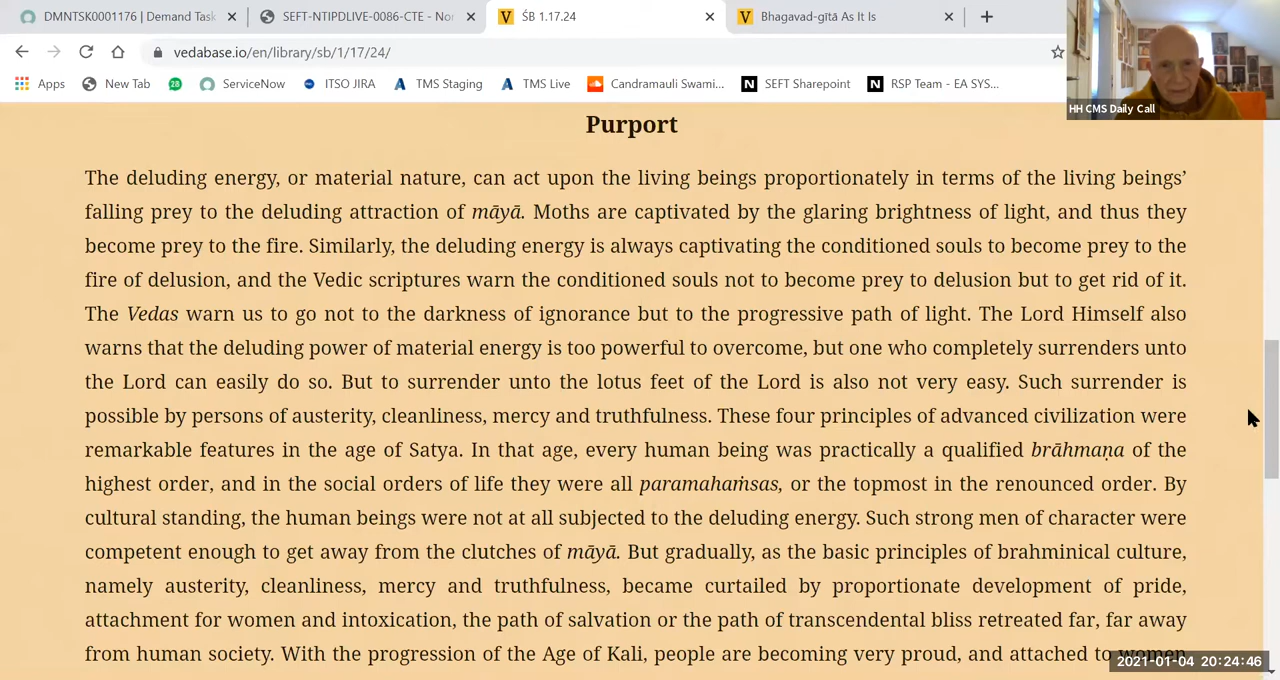 DMNTSK0001176 | Demand Task
SEFT-NTIPDLIVE-0086-CTE - Nor
ŚB 1.17.24
Bhagavad-gītā As It Is
vedabase.io/en/library/sb/1/17/24/
Apps
New Tab
28
ServiceNow
ITSO JIRA
TMS Staging
TMS Live
Candramauli Swami...
SEFT Sharepoint
RSP Team - EA SYS...
HH CMS Daily Call
Purport
The deluding energy, or material nature, can act upon the living beings proportionately in terms of the living beings’
falling prey to the deluding attraction of māyā. Moths are captivated by the glaring brightness of light, and thus they
become prey to the fire. Similarly, the deluding energy is always captivating the conditioned souls to become prey to the
fire of delusion, and the Vedic scriptures warn the conditioned souls not to become prey to delusion but to get rid of it.
The Vedas warn us to go not to the darkness of ignorance but to the progressive path of light. The Lord Himself also
warns that the deluding power of material energy is too powerful to overcome, but one who completely surrenders unto
the Lord can easily do so. But to surrender unto the lotus feet of the Lord is also not very easy. Such surrender is
possible by persons of austerity, cleanliness, mercy and truthfulness. These four principles of advanced civilization were
remarkable features in the age of Satya. In that age, every human being was practically a qualified brāhmaṇa of the
highest order, and in the social orders of life they were all paramahaṁsas, or the topmost in the renounced order. By
cultural standing, the human beings were not at all subjected to the deluding energy. Such strong men of character were
competent enough to get away from the clutches of māyā. But gradually, as the basic principles of brahminical culture,
namely austerity, cleanliness, mercy and truthfulness, became curtailed by proportionate development of pride,
attachment for women and intoxication, the path of salvation or the path of transcendental bliss retreated far, far away
from human society. With the progression of the Age of Kali, people are becoming very proud, and attached to women
2021-01-04 20:24:46